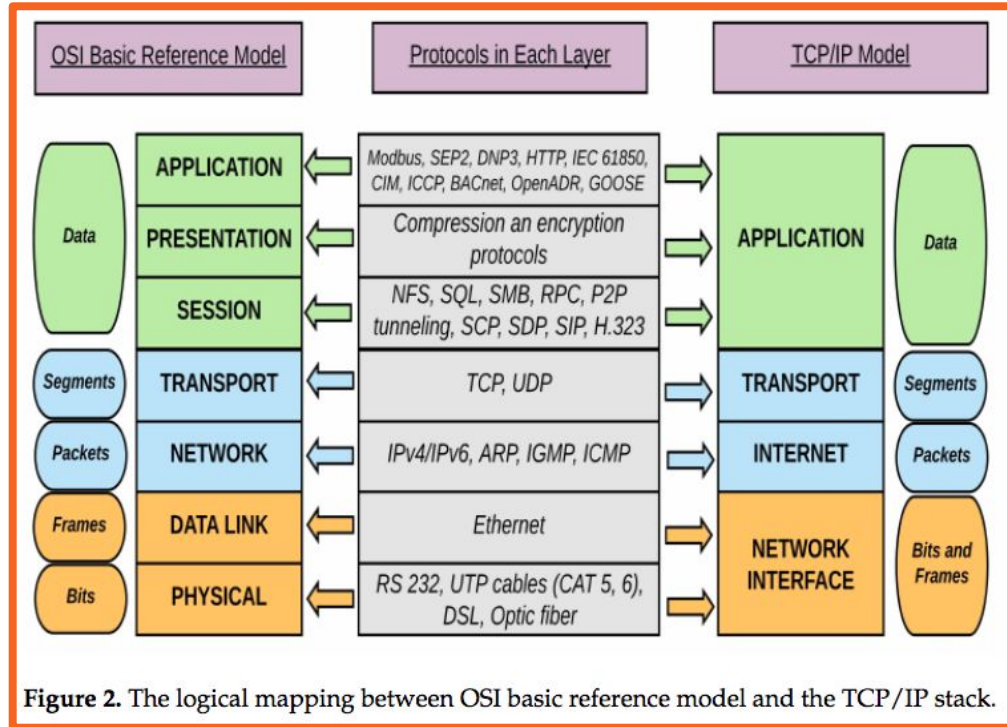 OSI Basic Reference Model
Protocols in Each Layer
TCP/IP Model
Data
APPLICATION
Modbus, SEP2, DNP3, HTTP, IEC 61850,
CIM, ICCP, BACnet, OpenADR, GOOSE
PRESENTATION
Compression an encryption
protocols
SESSION
NFS, SQL, SMB, RPC, P2P
tunneling, SCP, SDP, SIP, H.323
APPLICATION
Data
Segments
TRANSPORT
TCP, UDP
TRANSPORT
Segments
Packets
NETWORK
IPv4/IPv6, ARP, IGMP, ICMP
INTERNET
Packets
Frames
DATA LINK
Ethernet
Bits
PHYSICAL
RS 232, UTP cables (CAT 5, 6),
DSL, Optic fiber
NETWORK
INTERFACE
Bits and
Frames
Figure 2. The logical mapping between OSI basic reference model and the TCP/IP stack.